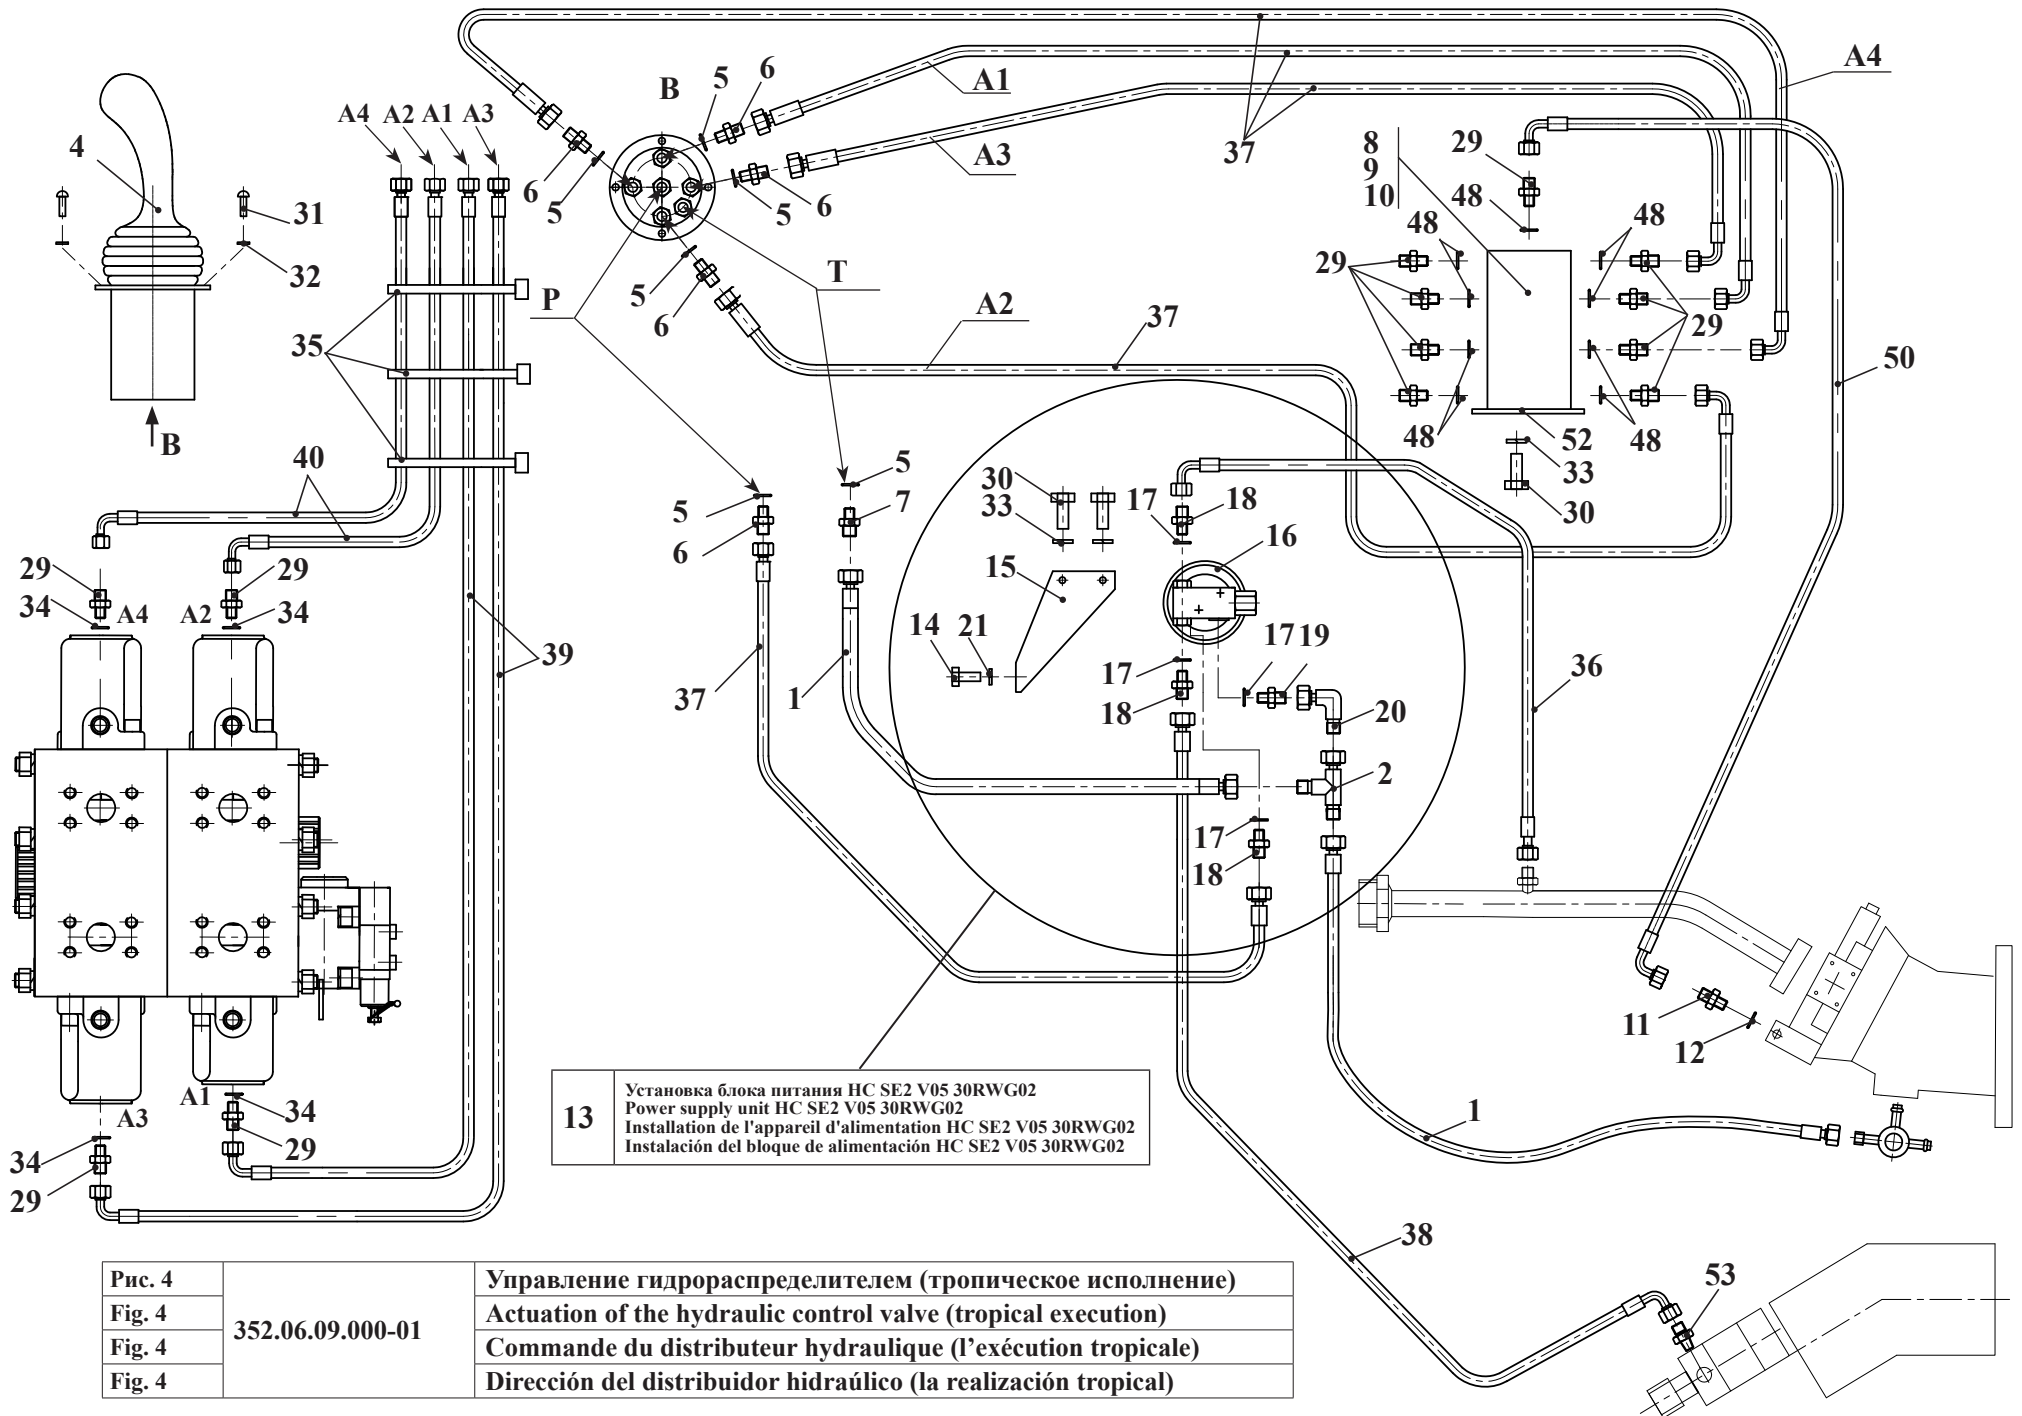 A4
B
5
6
A1
A3
37
4
A4 A2 A1 A3
31
32
6
5
5
6
8
9
10
29
48
48
48
29
29
48
48
52
33
30
50
P
T
5
6
A2
37
35
B
40
5
6
5
7
30
33
15
17
18
16
14
21
17
18
17 19
20
2
17
18
36
29
34
A4
A2
29
34
39
37
1
A3
A1
34
29
34
29
11
12
1
38
53
13
Установка блока питания HC SE2 V05 30RWG02
Power supply unit HC SE2 V05 30RWG02
Installation de l'appareil d'alimentation HC SE2 V05 30RWG02
Instalación del bloque de alimentación HC SE2 V05 30RWG02
Рис. 4
Fig. 4
Fig. 4
Fig. 4
352.06.09.000-01
Управление гидрораспределителем (тропическое исполнение)
Actuation of the hydraulic control valve (tropical execution)
Commande du distributeur hydraulique (l’exécution tropicale)
Dirección del distribuidor hidraúlico (la realización tropical)